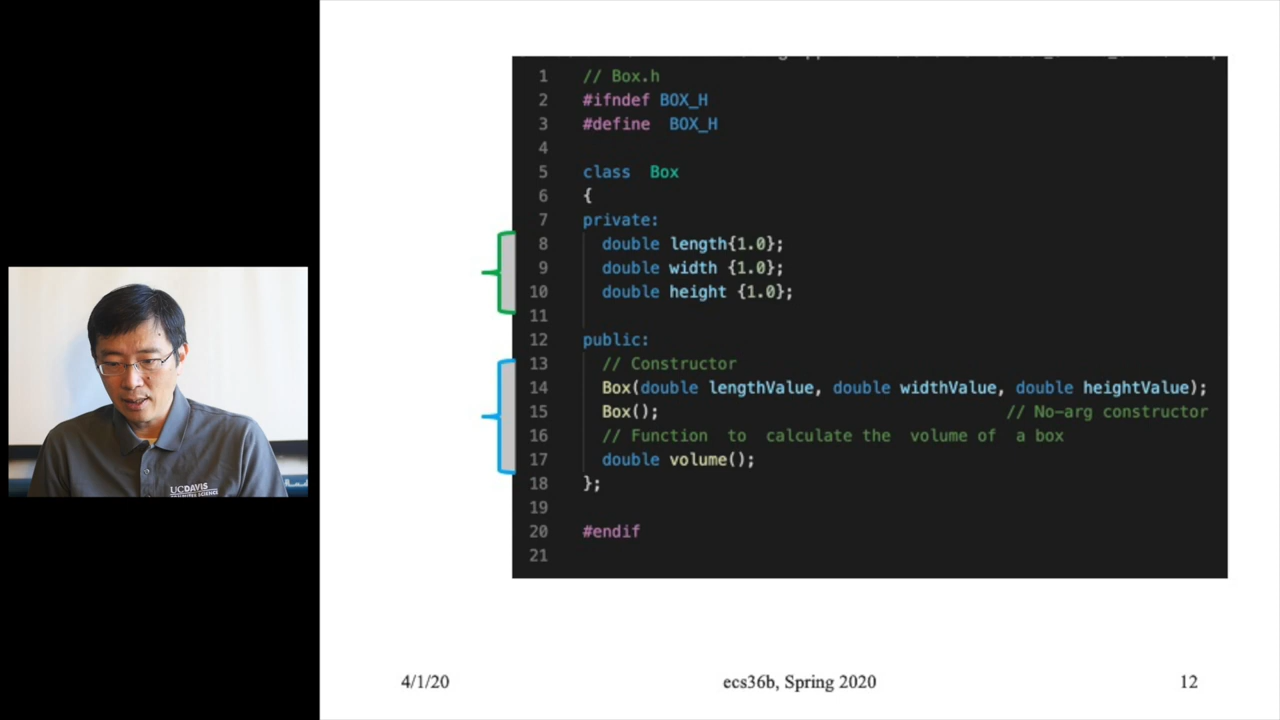 1 // Box.h
2 #ifndef BOX_H
3 #define BOX_H
4
5 class Box
6 {
7 private:
8 double length{1.0};
9 double width {1.0};
10 double height {1.0};
11
12 public:
13 // Constructor
14 Box(double lengthValue, double widthValue, double heightValue);
15 Box(); // No-arg constructor
16 // Function to calculate the volume of a box
17 double volume();
18 };
19
20 #endif
21
UCDAVIS
COMPUTER SCIENCE
4/1/20
ecs36b, Spring 2020
12